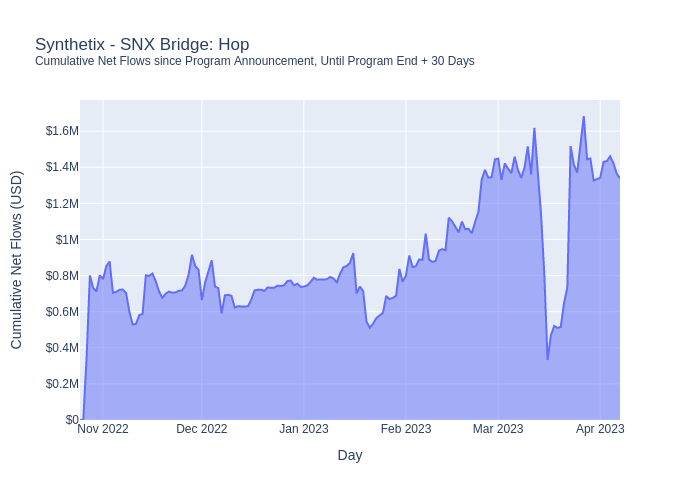 Synthetix - SNX Bridge: Hop
Cumulative Net Flows since Program Announcement, Until Program End + 30 Days
Cumulative Net Flows (USD)
$1.6M
$1.4M
$1.2M
$1M
$0.8M
$0.6M
$0.4M
$0.2M
$0
Nov 2022
Dec 2022
Jan 2023
Feb 2023
Mar 2023
Apr 2023
Day